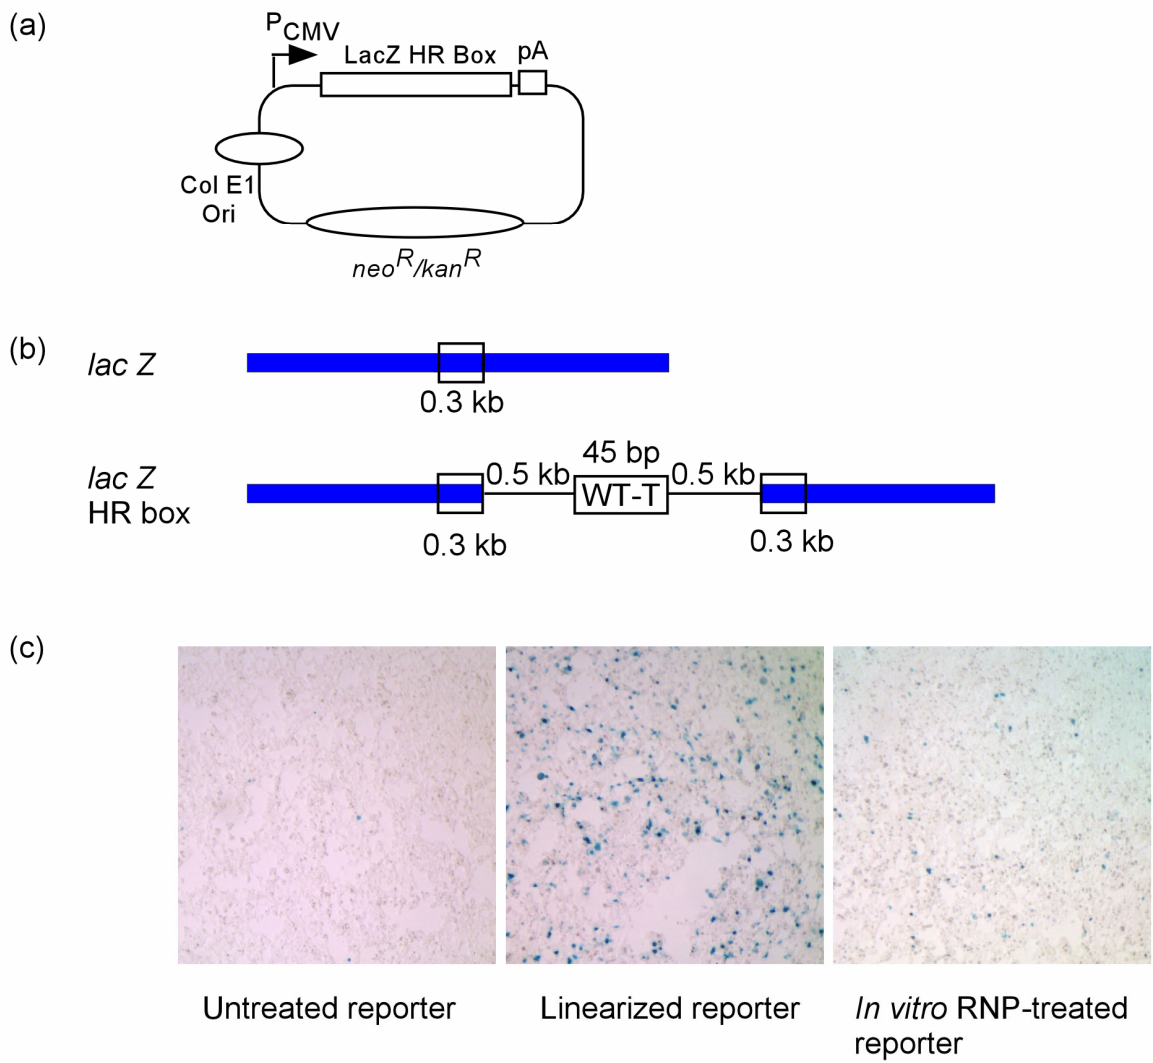 (a)
PCMV
LacZ HR Box
pA
Col E1
Ori
neoR/kanR
(b)
lac Z
0.3 kb
lac Z
HR box
45 bp
0.5 kb
WT-T
0.5 kb
0.3 kb
0.3 kb
(c)
Untreated reporter
Linearized reporter
In vitro RNP-treated
reporter